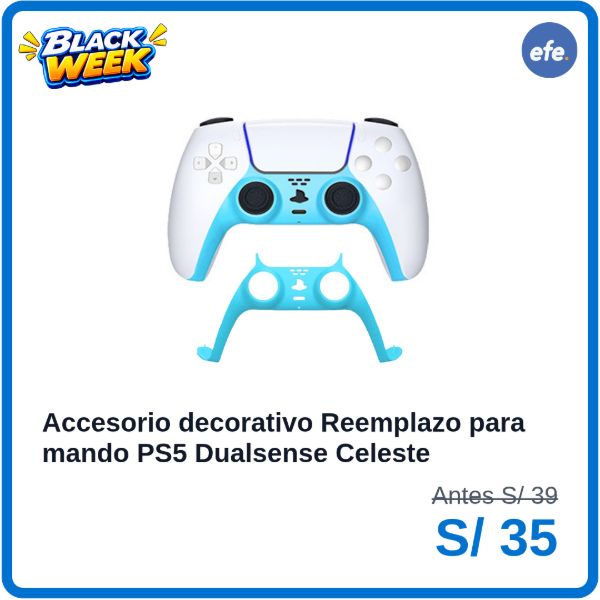 BLACK
WEEK
efe.
Accesorio decorativo Reemplazo para
mando PS5 Dualsense Celeste
Antes S/ 39
S/ 35